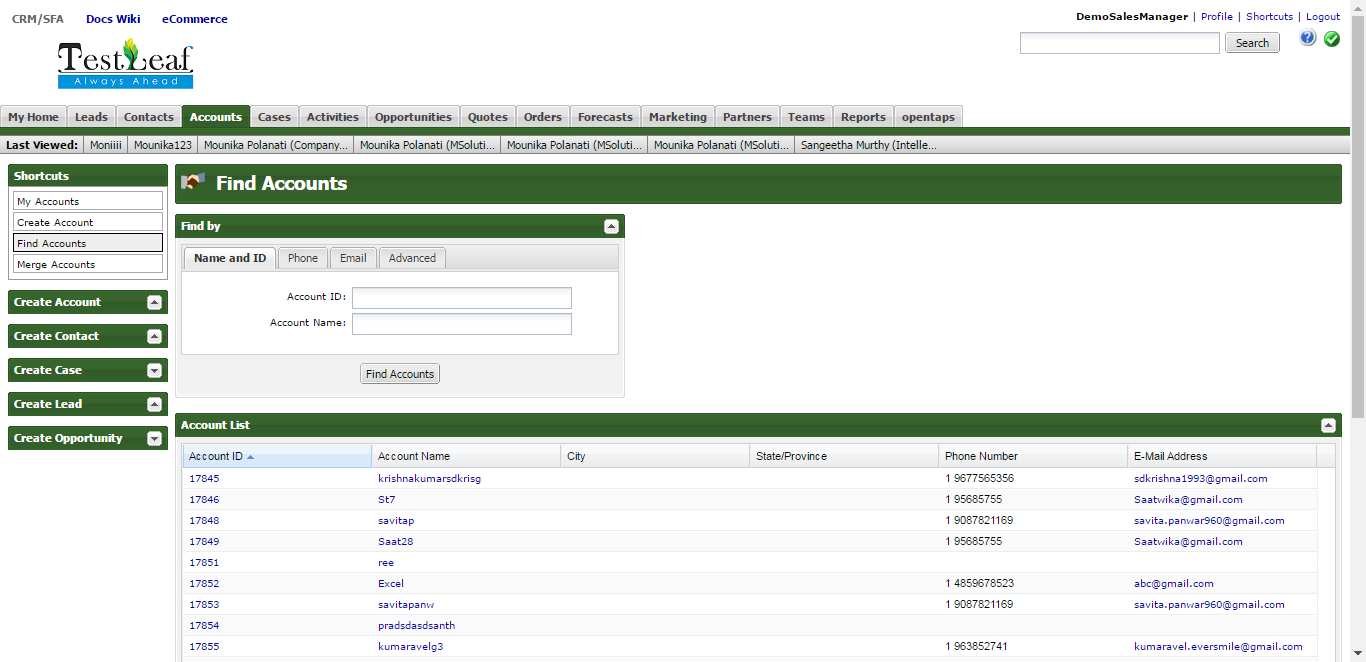 CRM/SFA Docs Wiki eCommerce
DemoSalesManager | Profile | Shortcuts | Logout
Search
TestLeaf
Always Ahead
My Home Leads Contacts Accounts Cases Activities Opportunities Quotes Orders Forecasts Marketing Partners Teams Reports opentaps
Last Viewed: Moniiii Mounika123 Mounika Polanati (Company... Mounika Polanati (MSoluti... Mounika Polanati (MSoluti... Mounika Polanati (MSoluti... Sangeetha Murthy (Intelle...
Shortcuts
My Accounts
Create Account
Find Accounts
Merge Accounts
Create Account
Create Contact
Create Case
Create Lead
Create Opportunity
Find Accounts
Find by
Name and ID Phone Email Advanced
Account ID:
Account Name:
Find Accounts
Account List
Account ID Account Name City State/Province Phone Number E-Mail Address
17845 krishnakumarsdkrisg 1 9677565356 sdkrishna1993@gmail.com
17846 St7 1 95685755 Saatwika@gmail.com
17848 savitap 1 9087821169 savita.panwar960@gmail.com
17849 Saat28 1 95685755 Saatwika@gmail.com
17851 ree
17852 Excel 1 4859678523 abc@gmail.com
17853 savitapanw 1 9087821169 savita.panwar960@gmail.com
17854 pradsdasdsanth
17855 kumaravelg3 1 963852741 kumaravel.eversmile@gmail.com